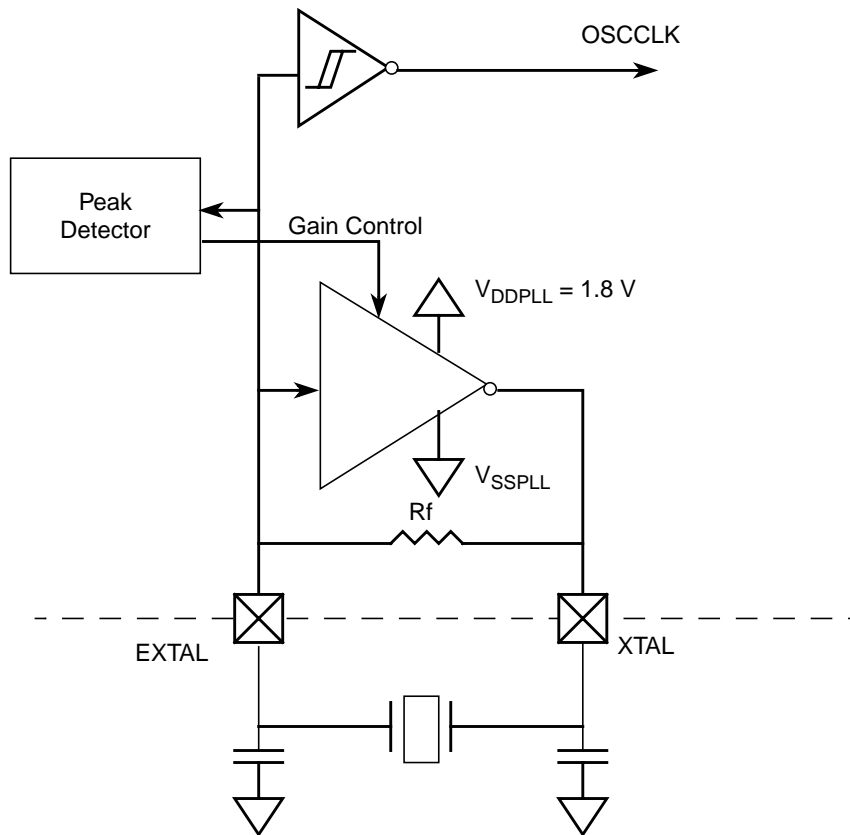 OSCCLK
Peak
Detector
Gain Control
VDDPLL = 1.8 V
VSSPLL
Rf
EXTAL
XTAL